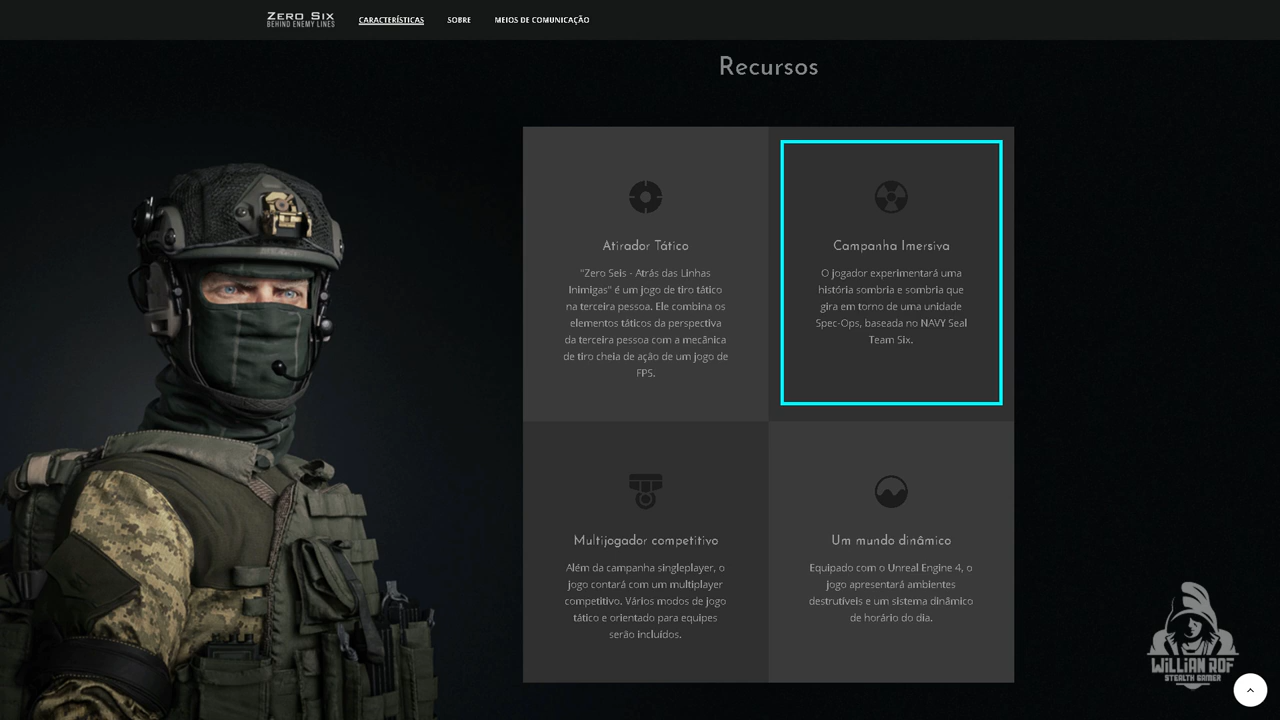 ZERO SIX
BEHIND ENEMY LINES
CARACTERÍSTICAS
SOBRE
MEIOS DE COMUNICAÇÃO
Recursos
Atirador Tático
"Zero Seis - Atrás das Linhas
Inimigas" é um jogo de tiro tático
na terceira pessoa. Ele combina os
elementos táticos da perspectiva
da terceira pessoa com a mecânica
de tiro cheia de ação de um jogo de
FPS.
Campanha Imersiva
O jogador experimentará uma
história sombria e sombria que
gira em torno de uma unidade
Spec-Ops, baseada no NAVY Seal
Team Six.
Multijogador competitivo
Além da campanha singleplayer, o
jogo contará com um multiplayer
competitivo. Vários modos de jogo
tático e orientado para equipes
serão incluídos.
Um mundo dinâmico
Equipado com o Unreal Engine 4, o
jogo apresentará ambientes
destrutíveis e um sistema dinâmico
de horário do dia.
WILLIAN ROF
STEALTH GAMER